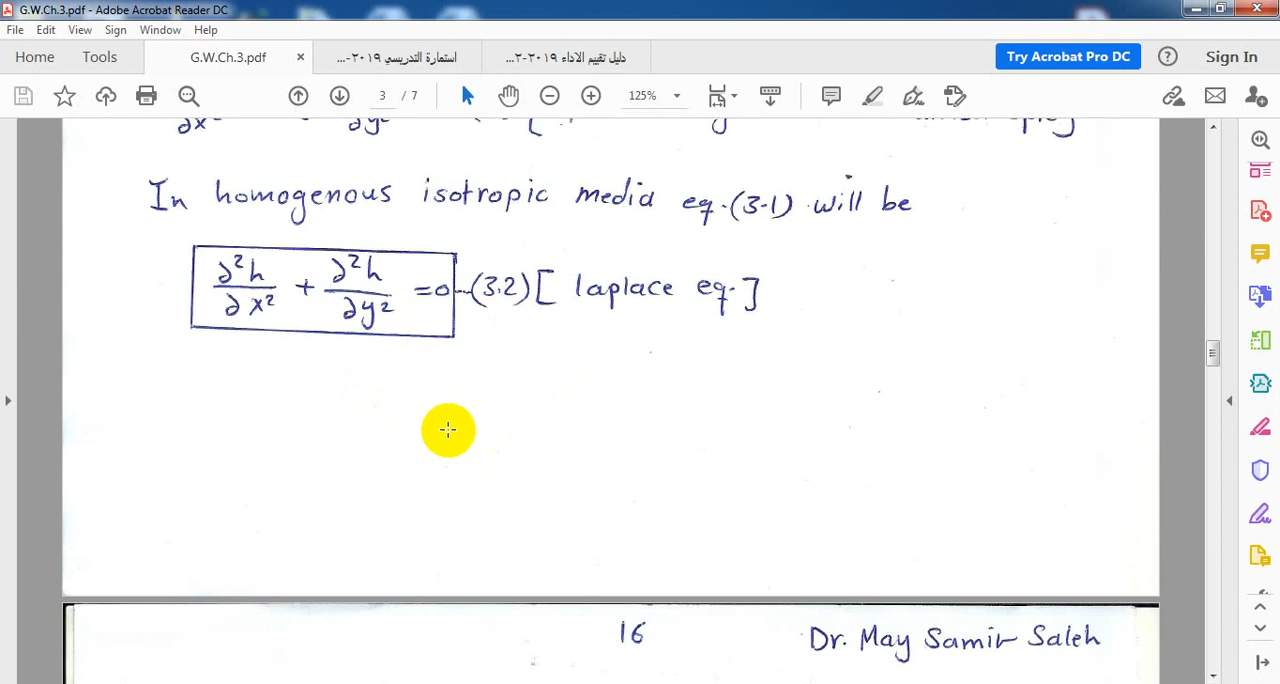 G.W.Ch.3.pdf - Adobe Acrobat Reader DC
File Edit View Sign Window Help
Home Tools G.W.Ch.3.pdf × استمارة التدريسي ٢٠١٩-... دليل تقييم الاداء ٢٠١٩-٢... Try Acrobat Pro DC ? Sign In
3 / 7 125%
∂x² ∂y²
In homogenous isotropic media eq.(3-1) will be
∂²h/∂x² + ∂²h/∂y² = 0 --(3.2) [ laplace eq. ]
16 Dr. May Samir Saleh